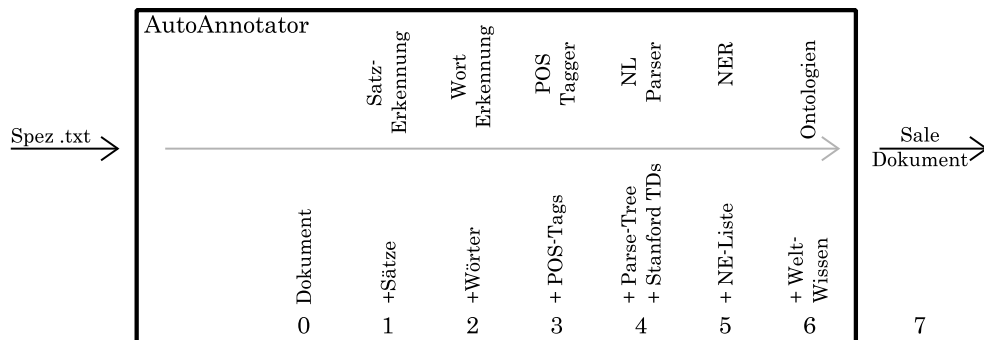 AutoAnnotator
Satz-
Erkennung
Wort
Erkennung
POS
Tagger
NL
Parser
NER
Ontologien
Spez .txt
Sale
Dokument
Dokument
+Sätze
+Wörter
+ POS-Tags
+ Parse-Tree
+ Stanford TDs
+ NE-Liste
+ Welt-
Wissen
0 1 2 3 4 5 6 7